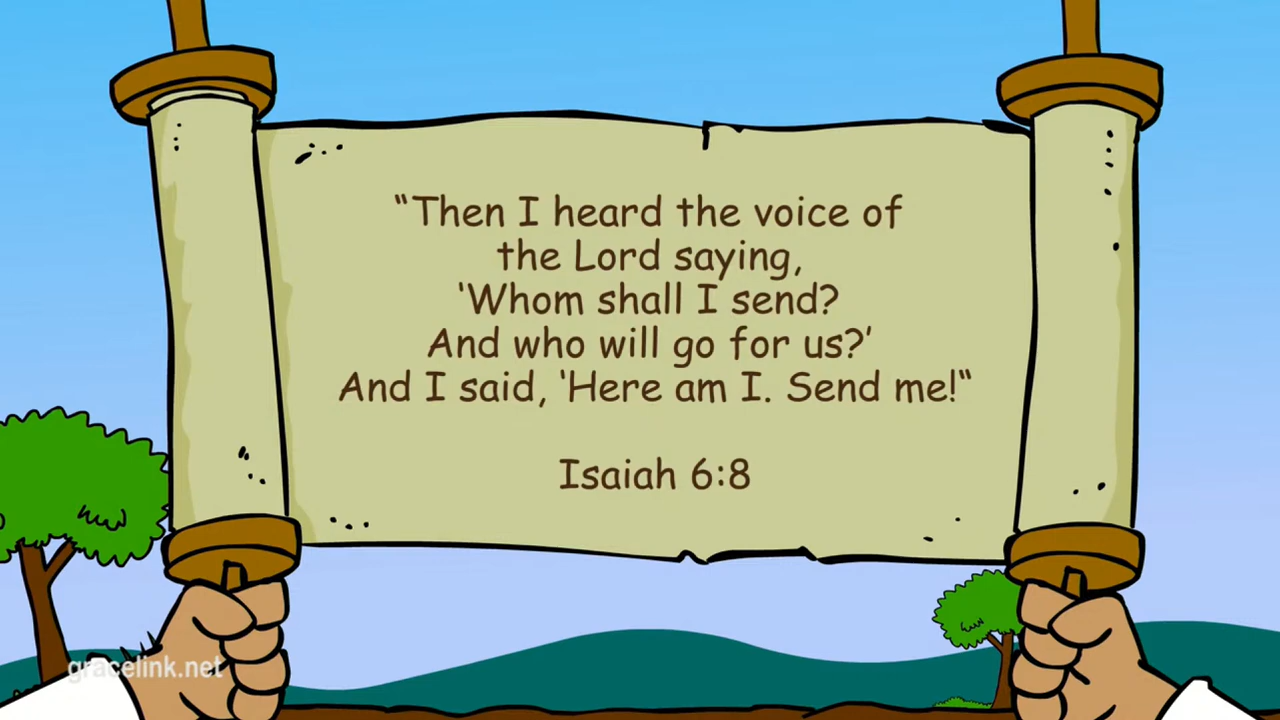 “Then I heard the voice of
the Lord saying,
‘Whom shall I send?
And who will go for us?’
And I said, ‘Here am I. Send me!“
Isaiah 6:8
gracelink.net